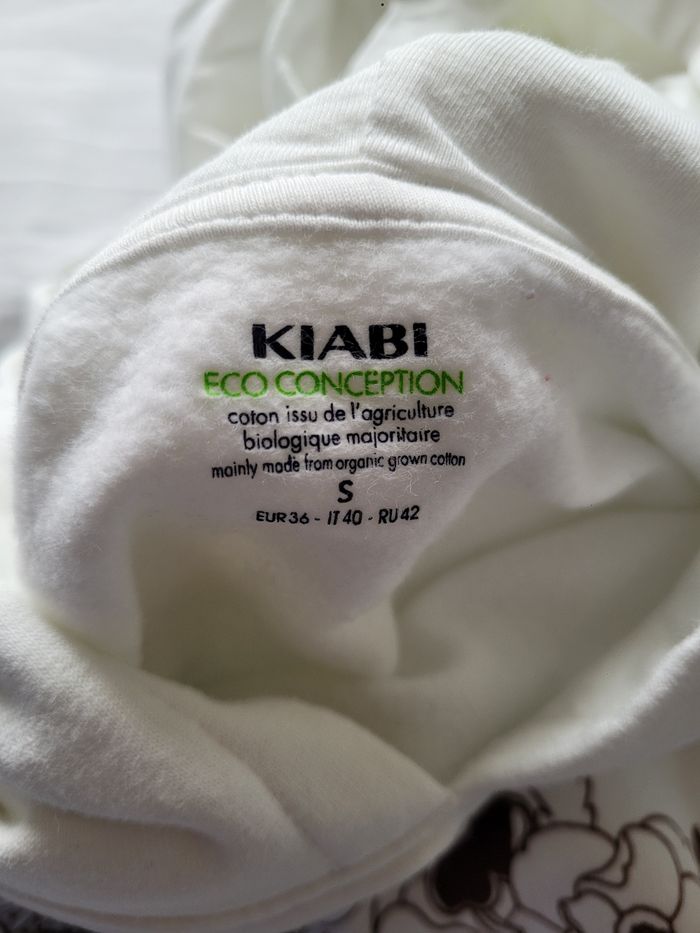 KIABI
ECO CONCEPTION
coton issu de l'agriculture
biologique majoritaire
mainly made from organic grown cotton
S
EUR 36 - IT 40 - RU 42